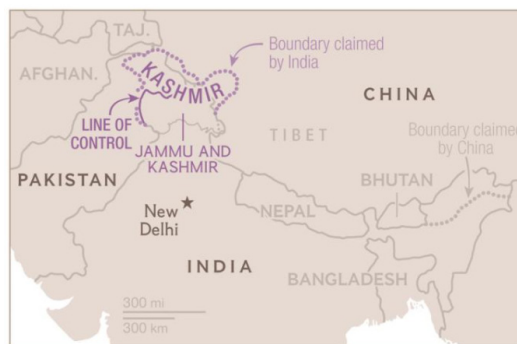 TAJ.
AFGHAN.
KASHMIR
Boundary claimed
by India
CHINA
LINE OF
CONTROL
TIBET
Boundary claimed
by China
JAMMU AND
KASHMIR
PAKISTAN
BHUTAN
New
Delhi
NEPAL
INDIA
BANGLADESH
300 mi
300 km